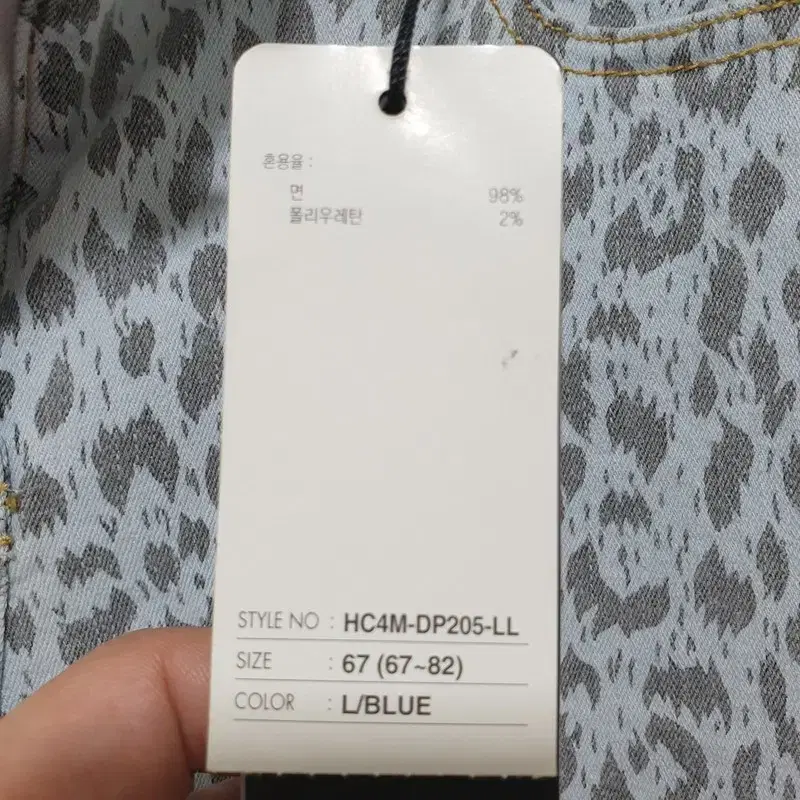 혼용율 :
면 98%
폴리우레탄 2%
STYLE NO : HC4M-DP205-LL
SIZE : 67 (67~82)
COLOR : L/BLUE